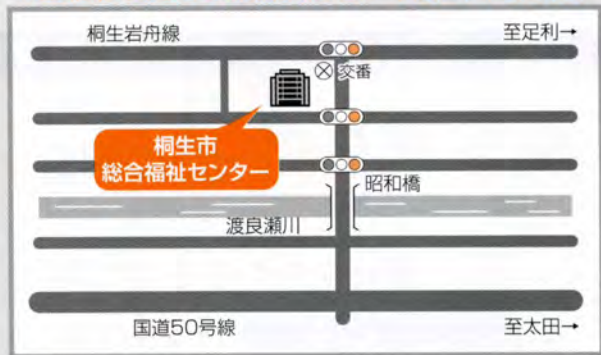 桐生岩舟線
至足利→
交番
桐生市
総合福祉センター
昭和橋
渡良瀬川
国道50号線
至太田→